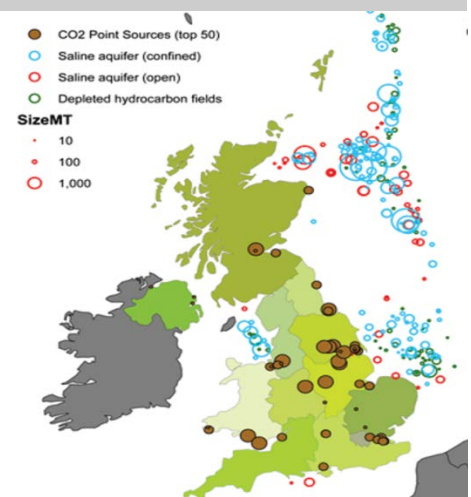 CO2 Point Sources (top 50)
Saline aquifer (confined)
Saline aquifer (open)
Depleted hydrocarbon fields
SizeMT
10
100
1,000